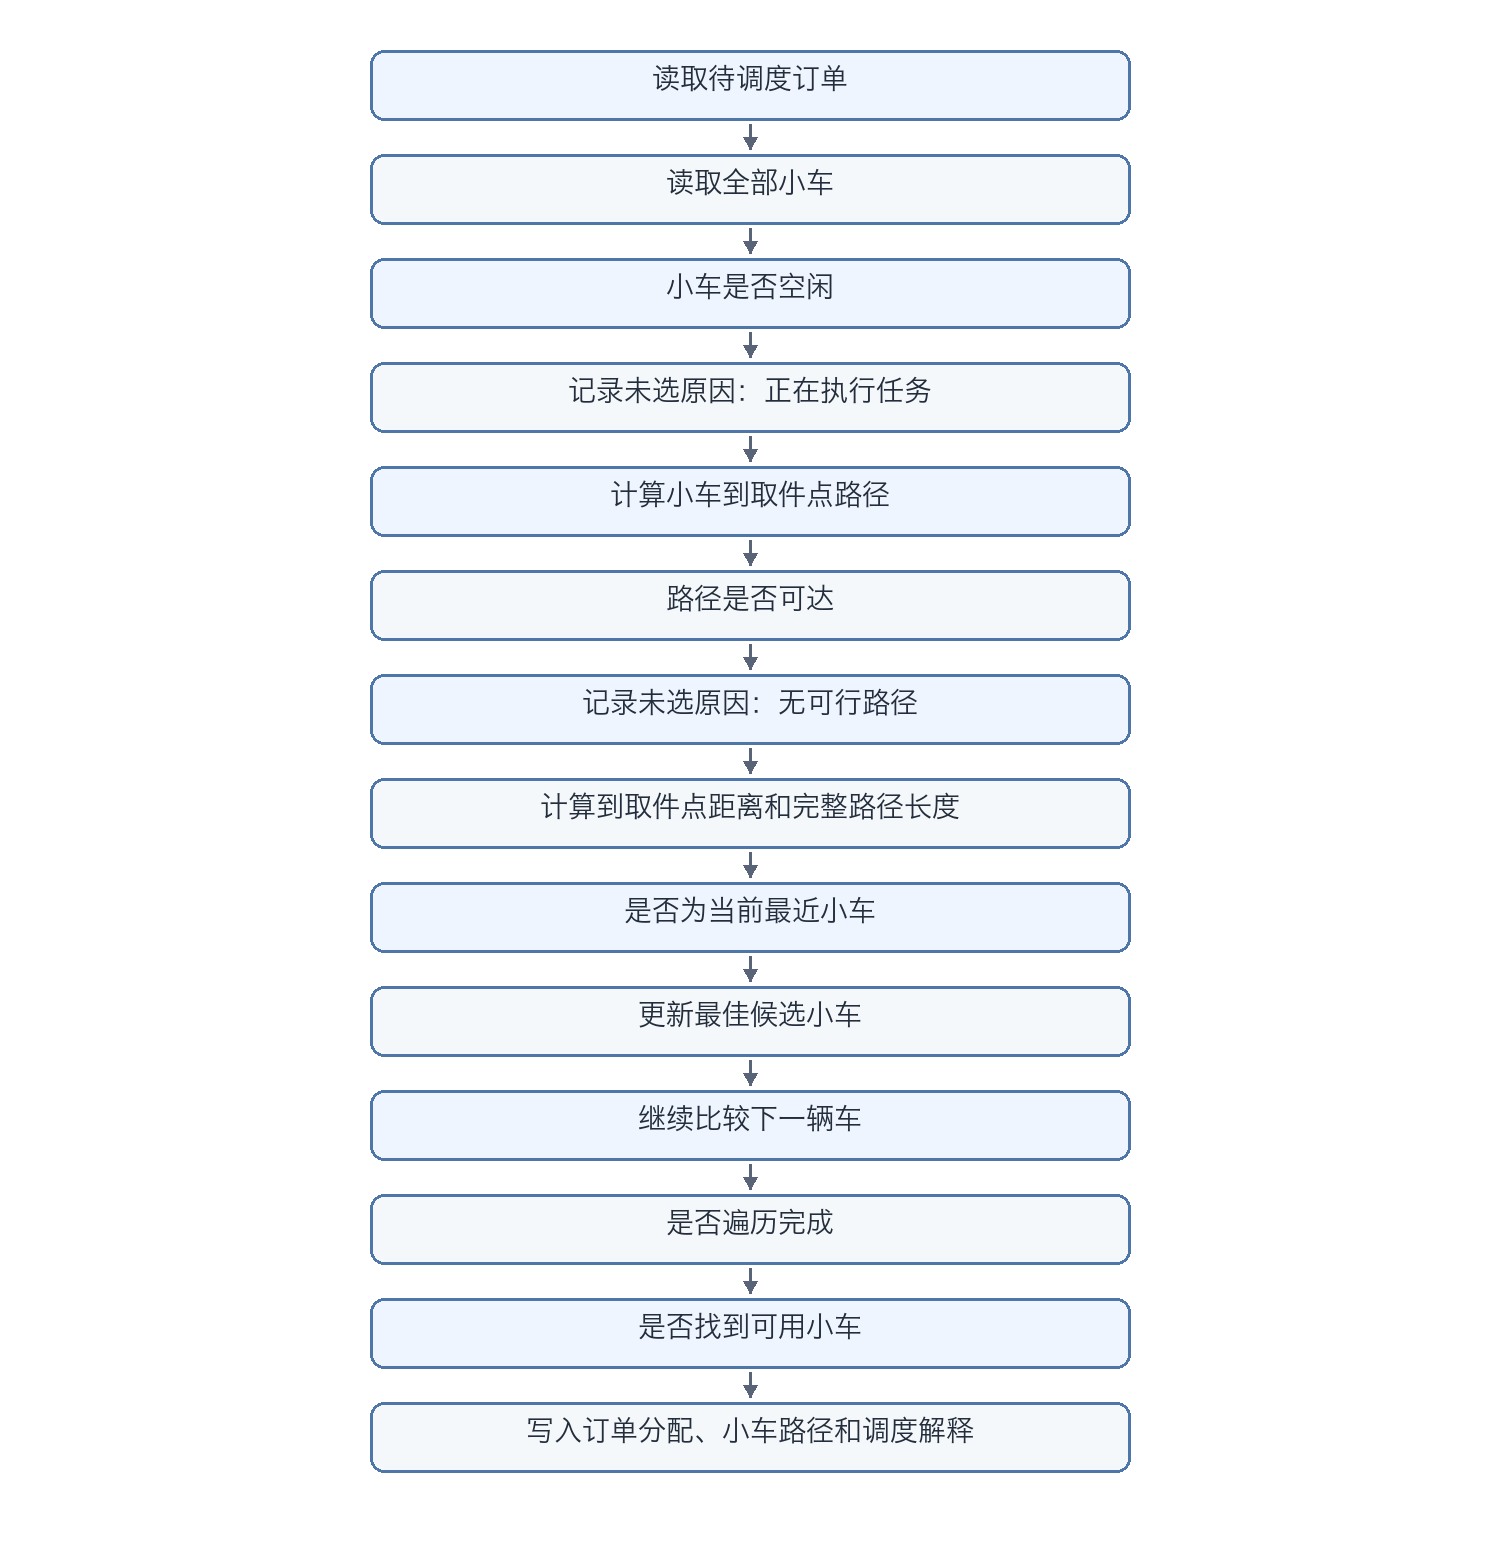 读取待调度订单
读取全部小车
小车是否空闲
记录未选原因：正在执行任务
计算小车到取件点路径
路径是否可达
记录未选原因：无可行路径
计算到取件点距离和完整路径长度
是否为当前最近小车
更新最佳候选小车
继续比较下一辆车
是否遍历完成
是否找到可用小车
写入订单分配、小车路径和调度解释